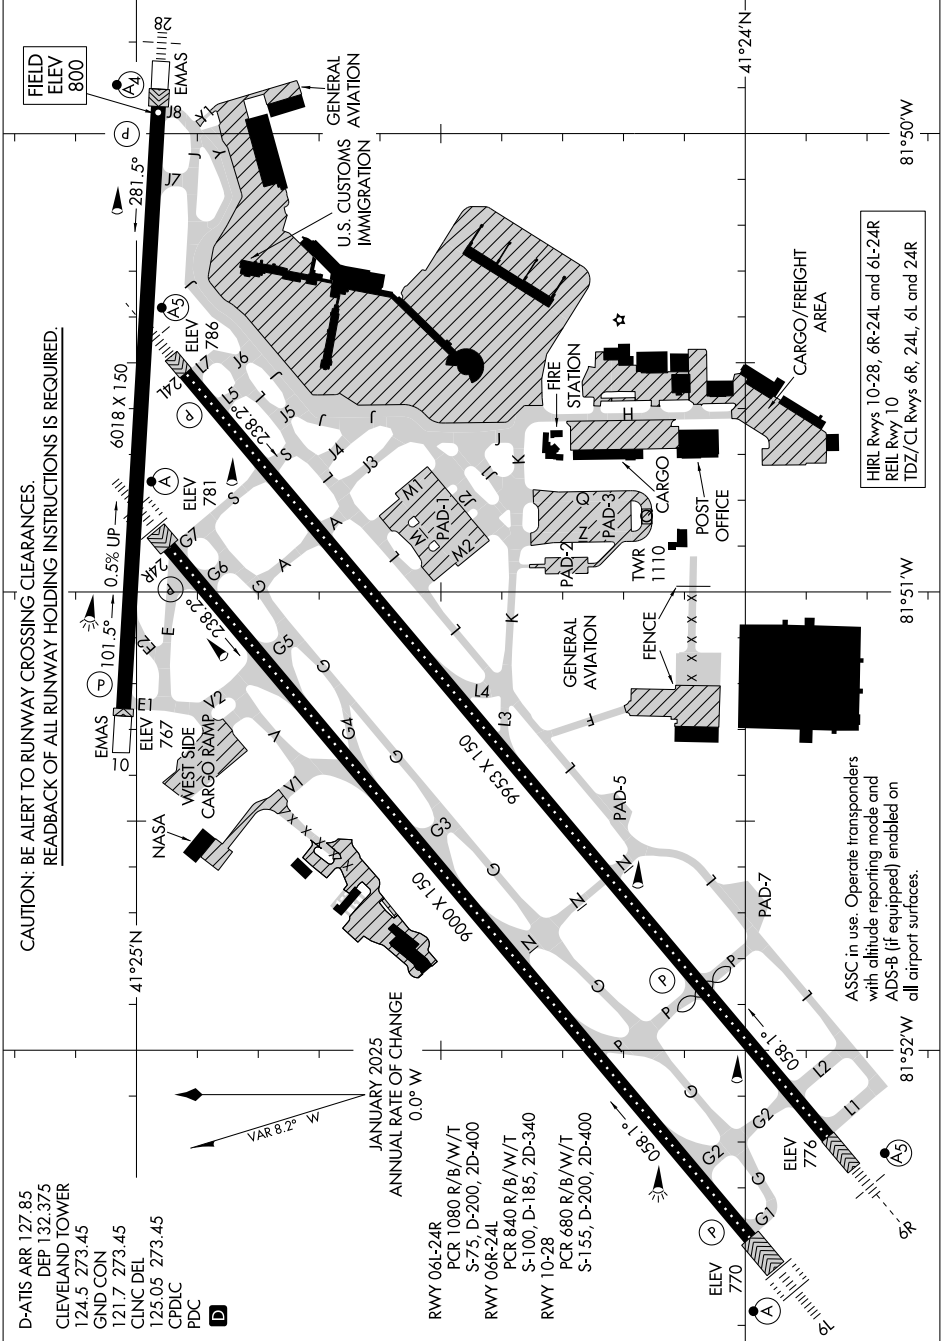 D-ATIS ARR 127.85
DEP 132.375
CLEVELAND TOWER
124.5 273.45
GND CON
121.7 273.45
CLNC DEL
125.05 273.45
CPDLC
PDC
D
CAUTION: BE ALERT TO RUNWAY CROSSING CLEARANCES.
READBACK OF ALL RUNWAY HOLDING INSTRUCTIONS IS REQUIRED.
FIELD
ELEV
800
VAR 8.2° W
JANUARY 2025
ANNUAL RATE OF CHANGE
0.0° W
RWY 06L-24R
PCR 1080 R/B/W/T
S-75, D-200, 2D-400
RWY 06R-24L
PCR 840 R/B/W/T
S-100, D-185, 2D-340
RWY 10-28
PCR 680 R/B/W/T
S-155, D-200, 2D-400
41°25'N
41°24'N
81°50'W
81°51'W
81°52'W
10
EMAS
ELEV
767
E1
E2
E
P
101.5°
0.5% UP
6018 X 150
281.5°
P
J8
EMAS
A4
28
J7
J
Y
Y1
GENERAL
AVIATION
U.S. CUSTOMS
IMMIGRATION
NASA
WEST SIDE
CARGO RAMP
V2
V
V1
X X X X X
24R
P
238.2°
G7
G6
G
G5
G
G4
G
G3
G
ELEV
781
A
S
A
24L
P
238.2°
L7
L5
L
J6
J
J5
J
J
J4
J3
S
L
A
L
ELEV
786
A5
J
9000 X 150
9953 X 150
M1
M
M2
PAD-1
J2
J1
J
K
K
L
L4
L3
L
F
FIRE
STATION
H
CARGO
POST
OFFICE
Q
Z
PAD-3
PAD-2
TWR
1110
CARGO/FREIGHT
AREA
GENERAL
AVIATION
FENCE
X X X X X
PAD-5
N
N
N
L
PAD-7
G
P
P
P
P
L
058.1°
058.1°
G
G2
G2
G
G1
L2
L1
P
ELEV
770
A
6L
ELEV
776
A5
6R
HIRL Rwys 10-28, 6R-24L and 6L-24R
REIL Rwy 10
TDZ/CL Rwys 6R, 24L, 6L and 24R
ASSC in use. Operate transponders
with altitude reporting mode and
ADS-B (if equipped) enabled on
all airport surfaces.